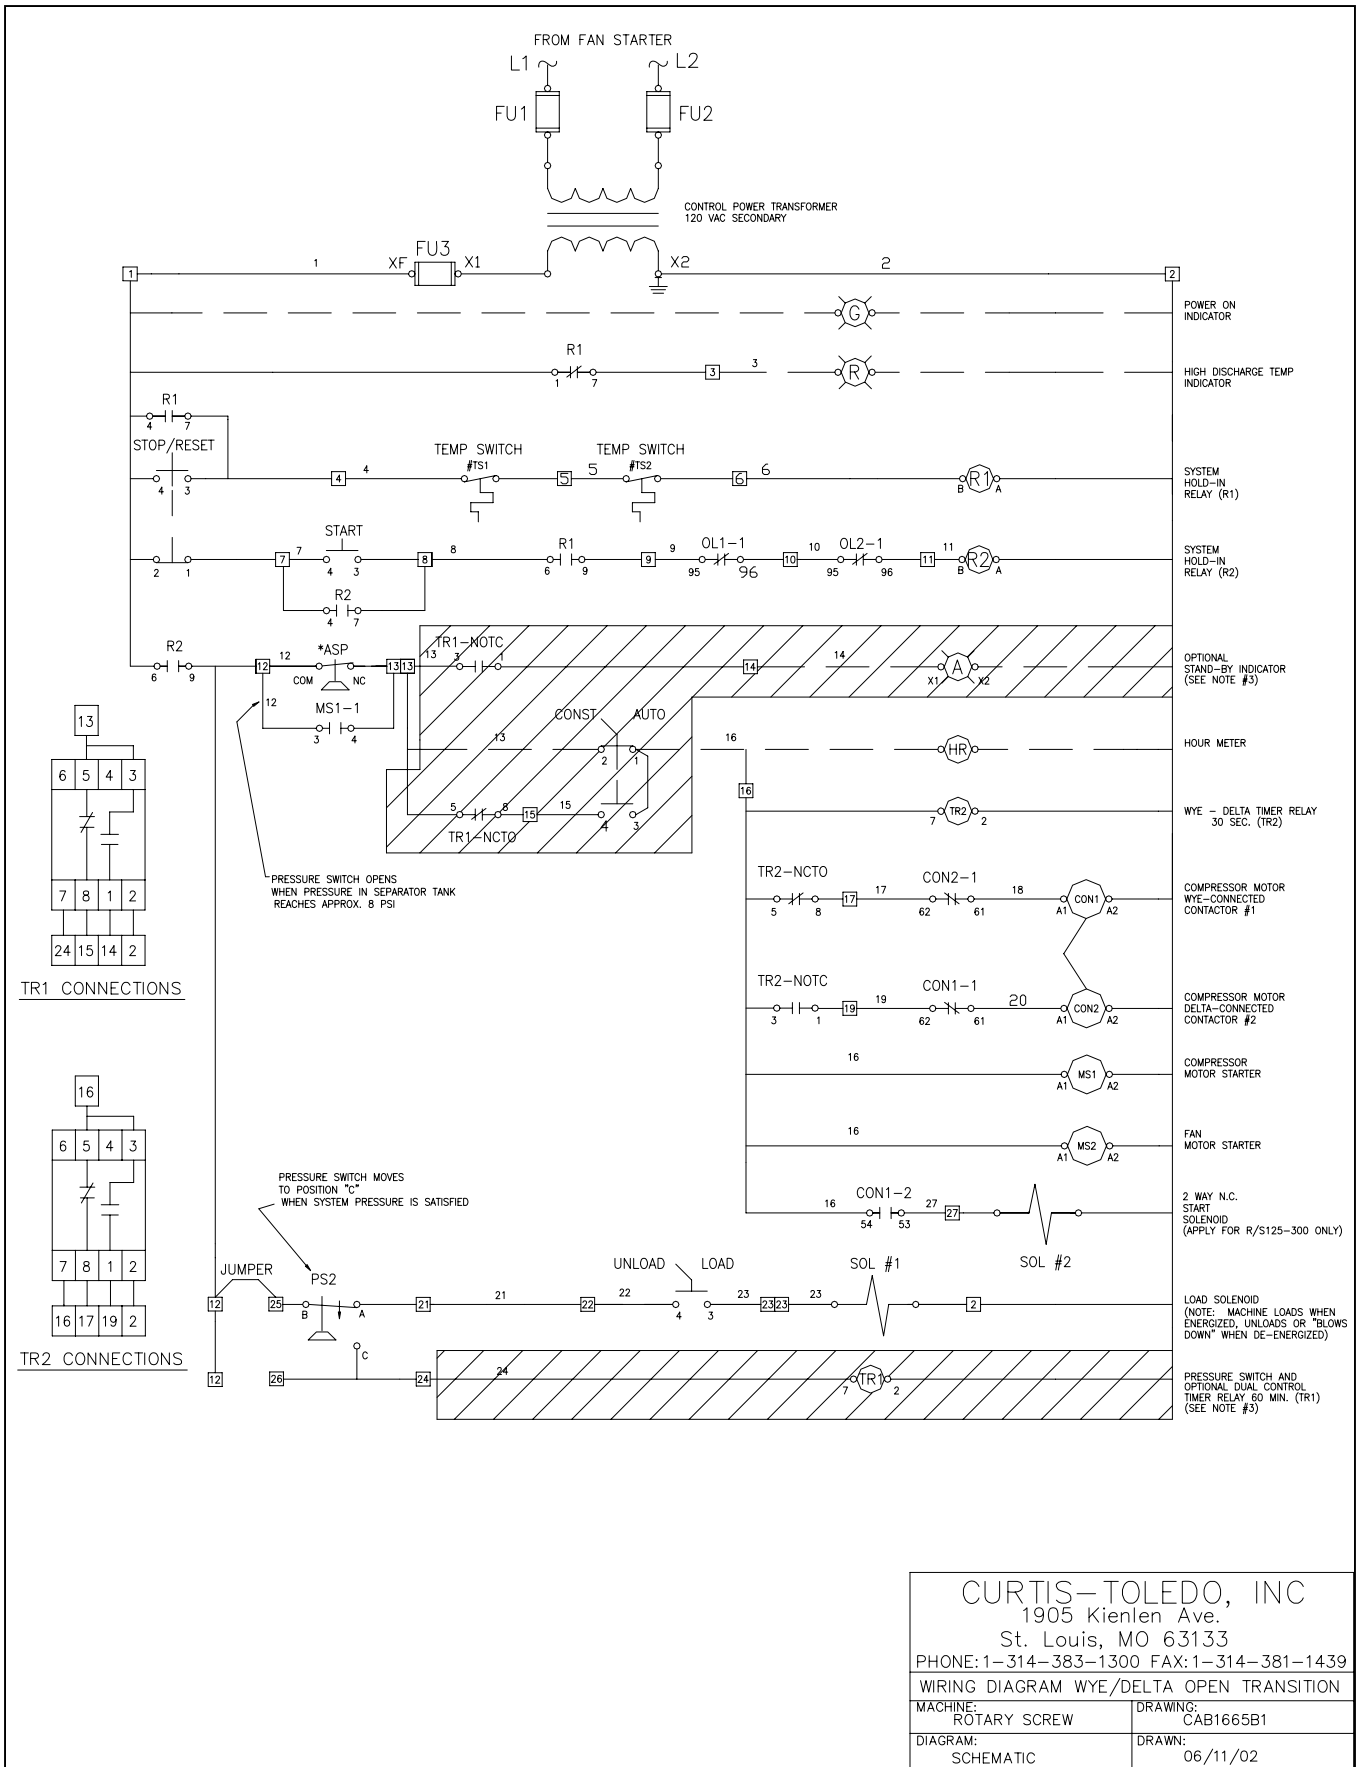 FROM FAN STARTER
L1 L2
FU1 FU2
CONTROL POWER TRANSFORMER
120 VAC SECONDARY
FU3
1 1 XF X1 X2 2 2
G
POWER ON
INDICATOR
R1
1 7 3 3 R
HIGH DISCHARGE TEMP
INDICATOR
R1
4 7
STOP/RESET
4 3
4 4
TEMP SWITCH
#TS1
5 5
TEMP SWITCH
#TS2
6 6
B R1 A
SYSTEM
HOLD-IN
RELAY (R1)
2 1
7 7
START
4 3
8 8
R1
6 9
9 9
OL1-1
95 96
10 10
OL2-1
95 96
11 11
B R2 A
SYSTEM
HOLD-IN
RELAY (R2)
R2
4 7
R2
6 9
12 12
*ASP
COM NC
13 13 13
TR1-NOTC
3 1
14 14
A
X1 X2
OPTIONAL
STAND-BY INDICATOR
(SEE NOTE #3)
12
MS1-1
3 4
CONST AUTO
13
2 1
16
HR
HOUR METER
16
5 8 15 15
4 3
TR1-NCTO
7 TR2 2
WYE - DELTA TIMER RELAY
30 SEC. (TR2)
PRESSURE SWITCH OPENS
WHEN PRESSURE IN SEPARATOR TANK
REACHES APPROX. 8 PSI
TR2-NCTO
5 8
17 17
CON2-1
62 61
18
CON1
A1 A2
COMPRESSOR MOTOR
WYE-CONNECTED
CONTACTOR #1
TR2-NOTC
3 1
19 19
CON1-1
62 61
20
CON2
A1 A2
COMPRESSOR MOTOR
DELTA-CONNECTED
CONTACTOR #2
16
MS1
A1 A2
COMPRESSOR
MOTOR STARTER
16
MS2
A1 A2
FAN
MOTOR STARTER
16
CON1-2
54 53
27 27
SOL #2
2 WAY N.C.
START
SOLENOID
(APPLY FOR R/S125-300 ONLY)
13
6 5 4 3
7 8 1 2
24 15 14 2
TR1 CONNECTIONS
16
6 5 4 3
7 8 1 2
16 17 19 2
TR2 CONNECTIONS
PRESSURE SWITCH MOVES
TO POSITION "C"
WHEN SYSTEM PRESSURE IS SATISFIED
JUMPER
12 25
PS2
B A
C
21 21
22 22
UNLOAD LOAD
4 3
23 23 23 23
SOL #1
2
LOAD SOLENOID
(NOTE: MACHINE LOADS WHEN
ENERGIZED, UNLOADS OR "BLOWS
DOWN" WHEN DE-ENERGIZED)
12 26 24 24
7 TR1 2
PRESSURE SWITCH AND
OPTIONAL DUAL CONTROL
TIMER RELAY 60 MIN. (TR1)
(SEE NOTE #3)
CURTIS-TOLEDO, INC
1905 Kienlen Ave.
St. Louis, MO 63133
PHONE:1-314-383-1300 FAX:1-314-381-1439
WIRING DIAGRAM WYE/DELTA OPEN TRANSITION
MACHINE:
ROTARY SCREW
DRAWING:
CAB1665B1
DIAGRAM:
SCHEMATIC
DRAWN:
06/11/02